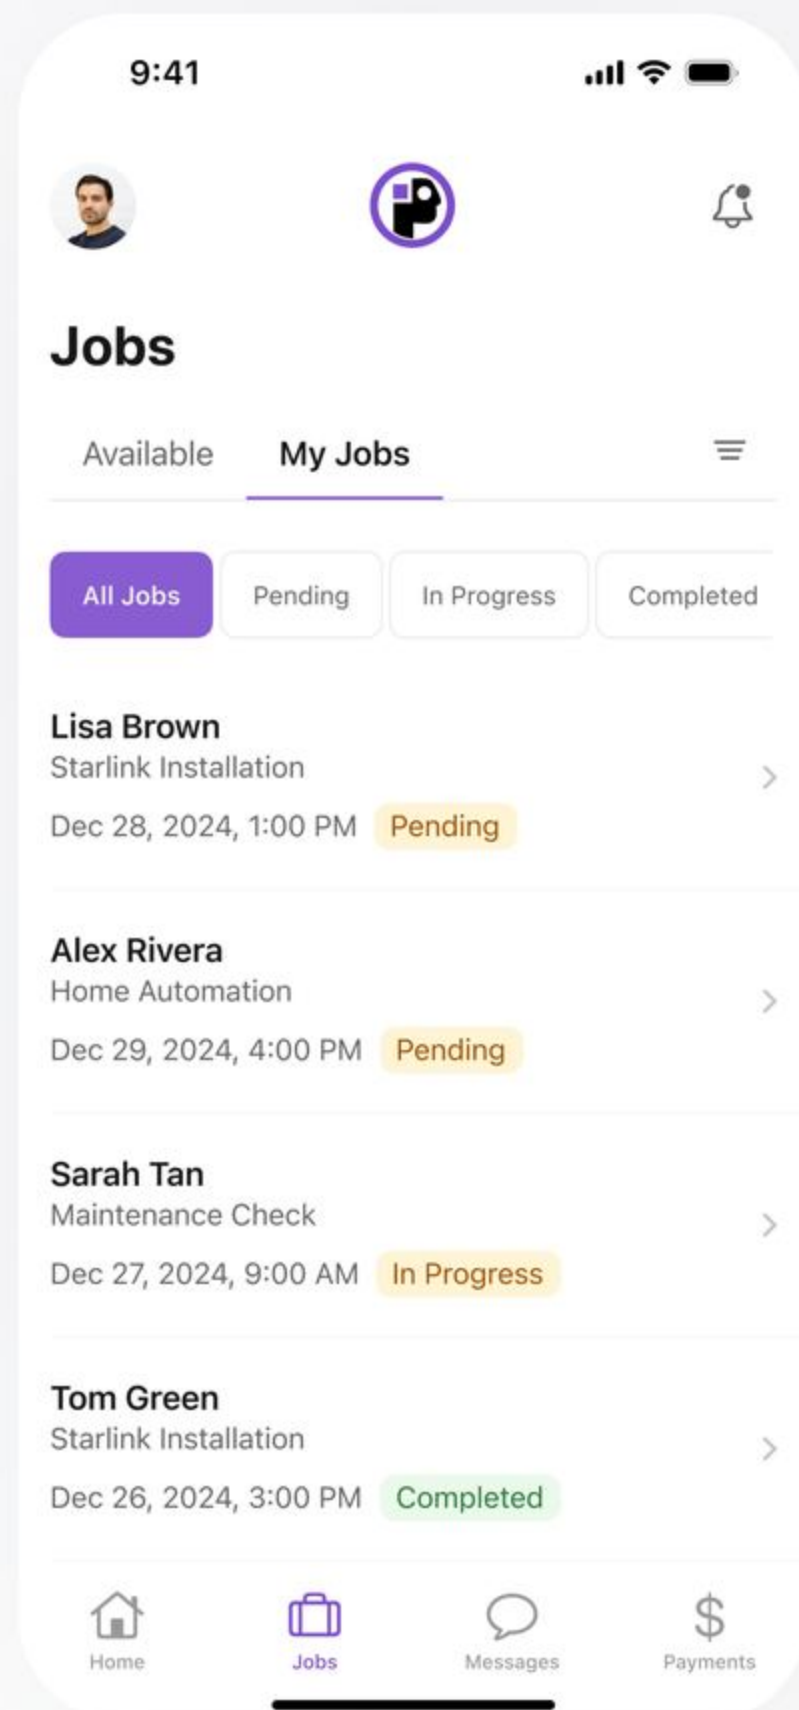 9:41
Jobs
Available My Jobs
All Jobs Pending In Progress Completed
Lisa Brown
Starlink Installation
Dec 28, 2024, 1:00 PM Pending
Alex Rivera
Home Automation
Dec 29, 2024, 4:00 PM Pending
Sarah Tan
Maintenance Check
Dec 27, 2024, 9:00 AM In Progress
Tom Green
Starlink Installation
Dec 26, 2024, 3:00 PM Completed
Home Jobs Messages Payments